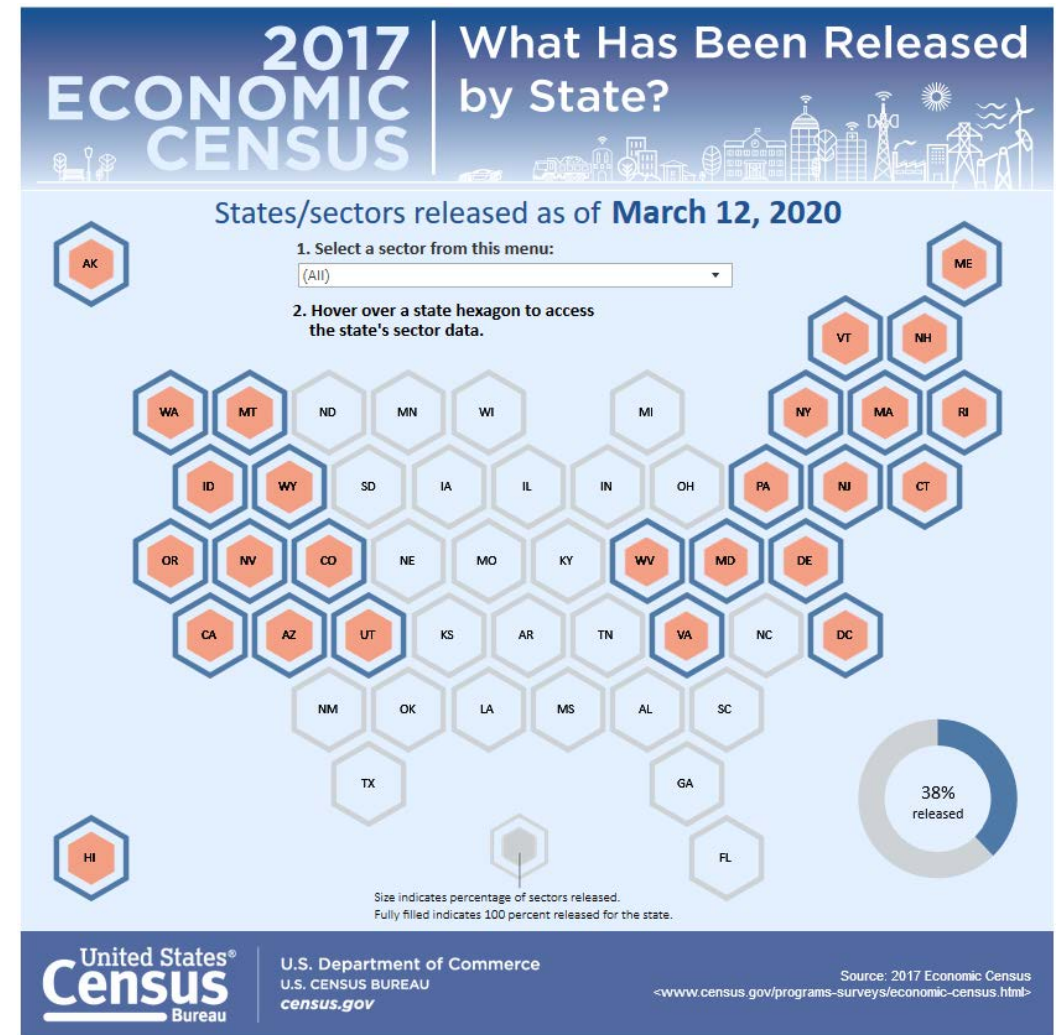 2017
ECONOMIC
CENSUS
What Has Been Released
by State?
States/sectors released as of March 12, 2020
1. Select a sector from this menu:
(All)
2. Hover over a state hexagon to access
the state's sector data.
AK
ME
VT NH
WA MT ND MN WI MI NY MA RI
ID WY SD IA IL IN OH PA NJ CT
OR NV CO NE MO KY WV MD DE
CA AZ UT KS AR TN VA NC DC
NM OK LA MS AL SC
TX GA
38%
released
HI
FL
Size indicates percentage of sectors released.
Fully filled indicates 100 percent released for the state.
United States®
Census
Bureau
U.S. Department of Commerce
U.S. CENSUS BUREAU
census.gov
Source: 2017 Economic Census
<www.census.gov/programs-surveys/economic-census.html>